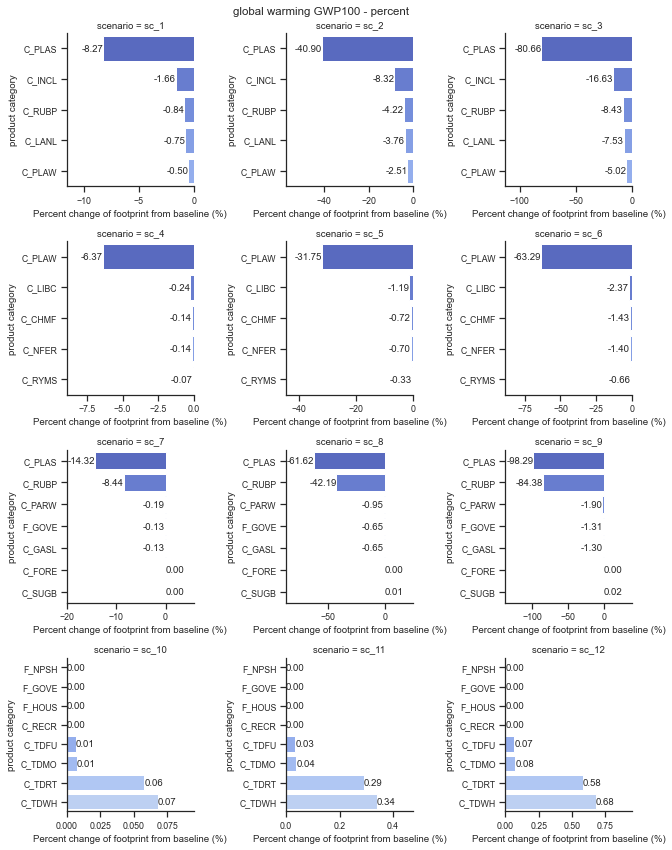 global warming GWP100 - percent
scenario = sc_1
product category
C_PLAS -8.27
C_INCL -1.66
C_RUBP -0.84
C_LANL -0.75
C_PLAW -0.50
−10 0
Percent change of footprint from baseline (%)
scenario = sc_2
product category
C_PLAS -40.90
C_INCL -8.32
C_RUBP -4.22
C_LANL -3.76
C_PLAW -2.51
−40 −20 0
Percent change of footprint from baseline (%)
scenario = sc_3
product category
C_PLAS -80.66
C_INCL -16.63
C_RUBP -8.43
C_LANL -7.53
C_PLAW -5.02
−100 −50 0
Percent change of footprint from baseline (%)
scenario = sc_4
product category
C_PLAW -6.37
C_LIBC -0.24
C_CHMF -0.14
C_NFER -0.14
C_RYMS -0.07
−7.5 −5.0 −2.5 0.0
Percent change of footprint from baseline (%)
scenario = sc_5
product category
C_PLAW -31.75
C_LIBC -1.19
C_CHMF -0.72
C_NFER -0.70
C_RYMS -0.33
−40 −20 0
Percent change of footprint from baseline (%)
scenario = sc_6
product category
C_PLAW -63.29
C_LIBC -2.37
C_CHMF -1.43
C_NFER -1.40
C_RYMS -0.66
−75 −50 −25 0
Percent change of footprint from baseline (%)
scenario = sc_7
product category
C_PLAS -14.32
C_RUBP -8.44
C_PARW -0.19
F_GOVE -0.13
C_GASL -0.13
C_FORE 0.00
C_SUGB 0.00
−20 −10 0
Percent change of footprint from baseline (%)
scenario = sc_8
product category
C_PLAS -61.62
C_RUBP -42.19
C_PARW -0.95
F_GOVE -0.65
C_GASL -0.65
C_FORE 0.00
C_SUGB 0.01
−50 0
Percent change of footprint from baseline (%)
scenario = sc_9
product category
C_PLAS -98.29
C_RUBP -84.38
C_PARW -1.90
F_GOVE -1.31
C_GASL -1.30
C_FORE 0.00
C_SUGB 0.02
−100 −50 0
Percent change of footprint from baseline (%)
scenario = sc_10
product category
F_NPSH 0.00
F_GOVE 0.00
F_HOUS 0.00
C_RECR 0.00
C_TDFU 0.01
C_TDMO 0.01
C_TDRT 0.06
C_TDWH 0.07
0.000 0.025 0.050 0.075
Percent change of footprint from baseline (%)
scenario = sc_11
product category
F_NPSH 0.00
F_GOVE 0.00
F_HOUS 0.00
C_RECR 0.00
C_TDFU 0.03
C_TDMO 0.04
C_TDRT 0.29
C_TDWH 0.34
0.0 0.2 0.4
Percent change of footprint from baseline (%)
scenario = sc_12
product category
F_NPSH 0.00
F_GOVE 0.00
F_HOUS 0.00
C_RECR 0.00
C_TDFU 0.07
C_TDMO 0.08
C_TDRT 0.58
C_TDWH 0.68
0.00 0.25 0.50 0.75
Percent change of footprint from baseline (%)